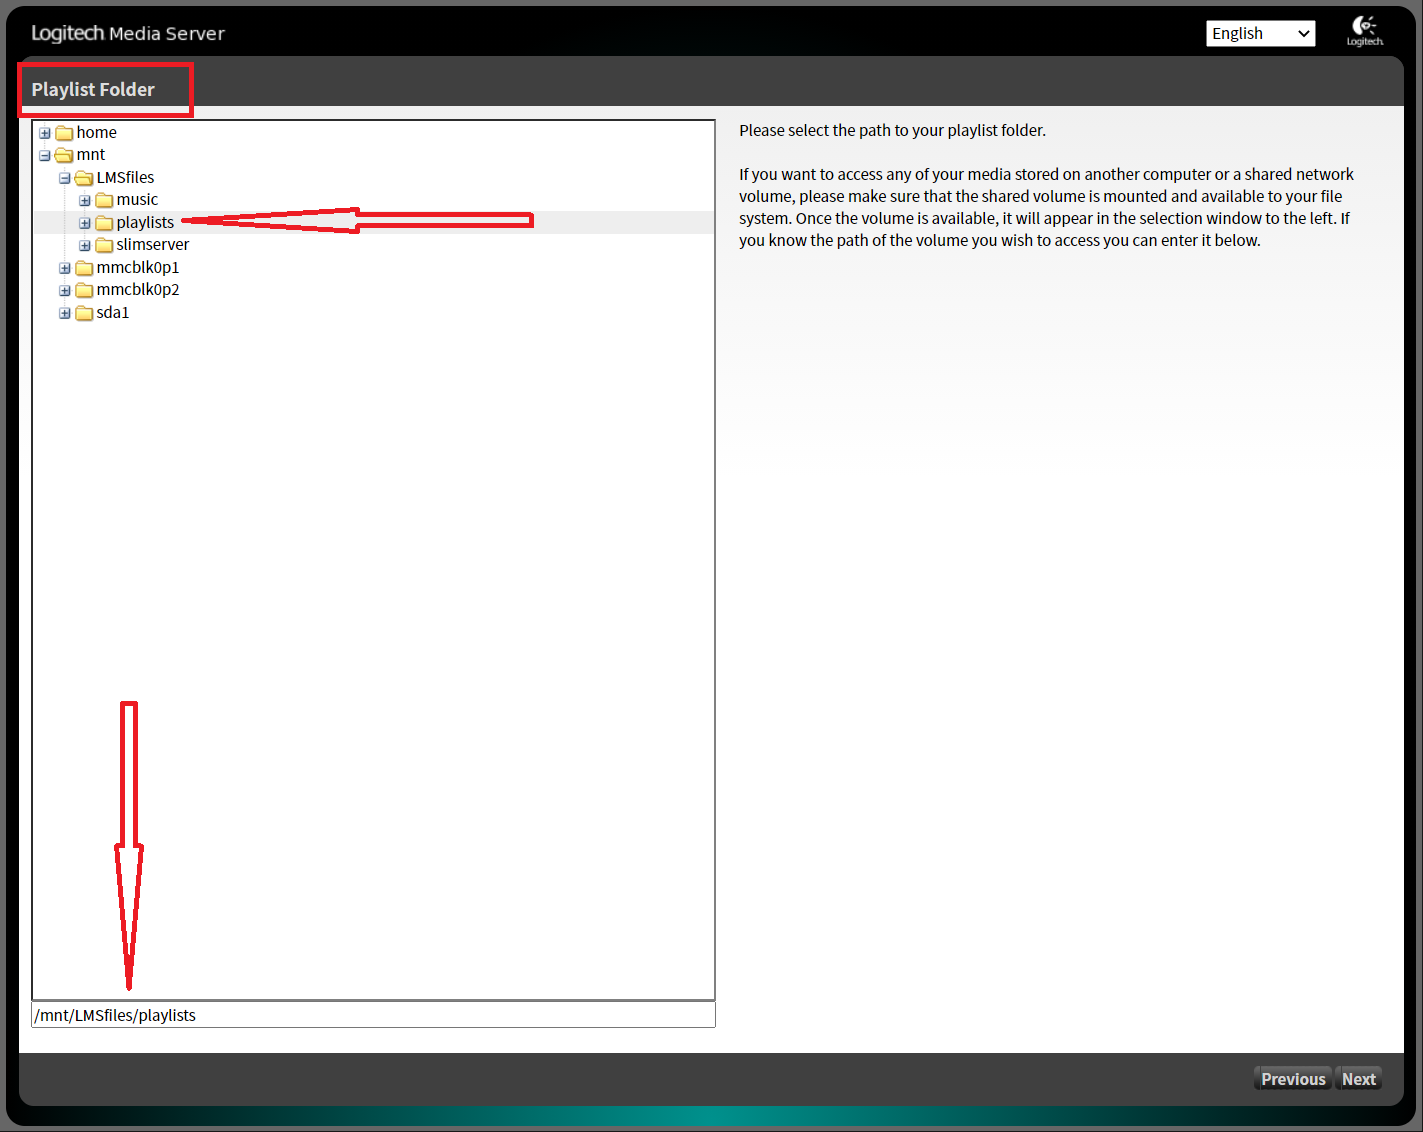 Logitech Media Server
English
Logitech.
Playlist Folder
home
mnt
LMSfiles
music
playlists
slimserver
mmcblk0p1
mmcblk0p2
sda1
/mnt/LMSfiles/playlists
Please select the path to your playlist folder.
If you want to access any of your media stored on another computer or a shared network
volume, please make sure that the shared volume is mounted and available to your file
system. Once the volume is available, it will appear in the selection window to the left. If
you know the path of the volume you wish to access you can enter it below.
Previous
Next